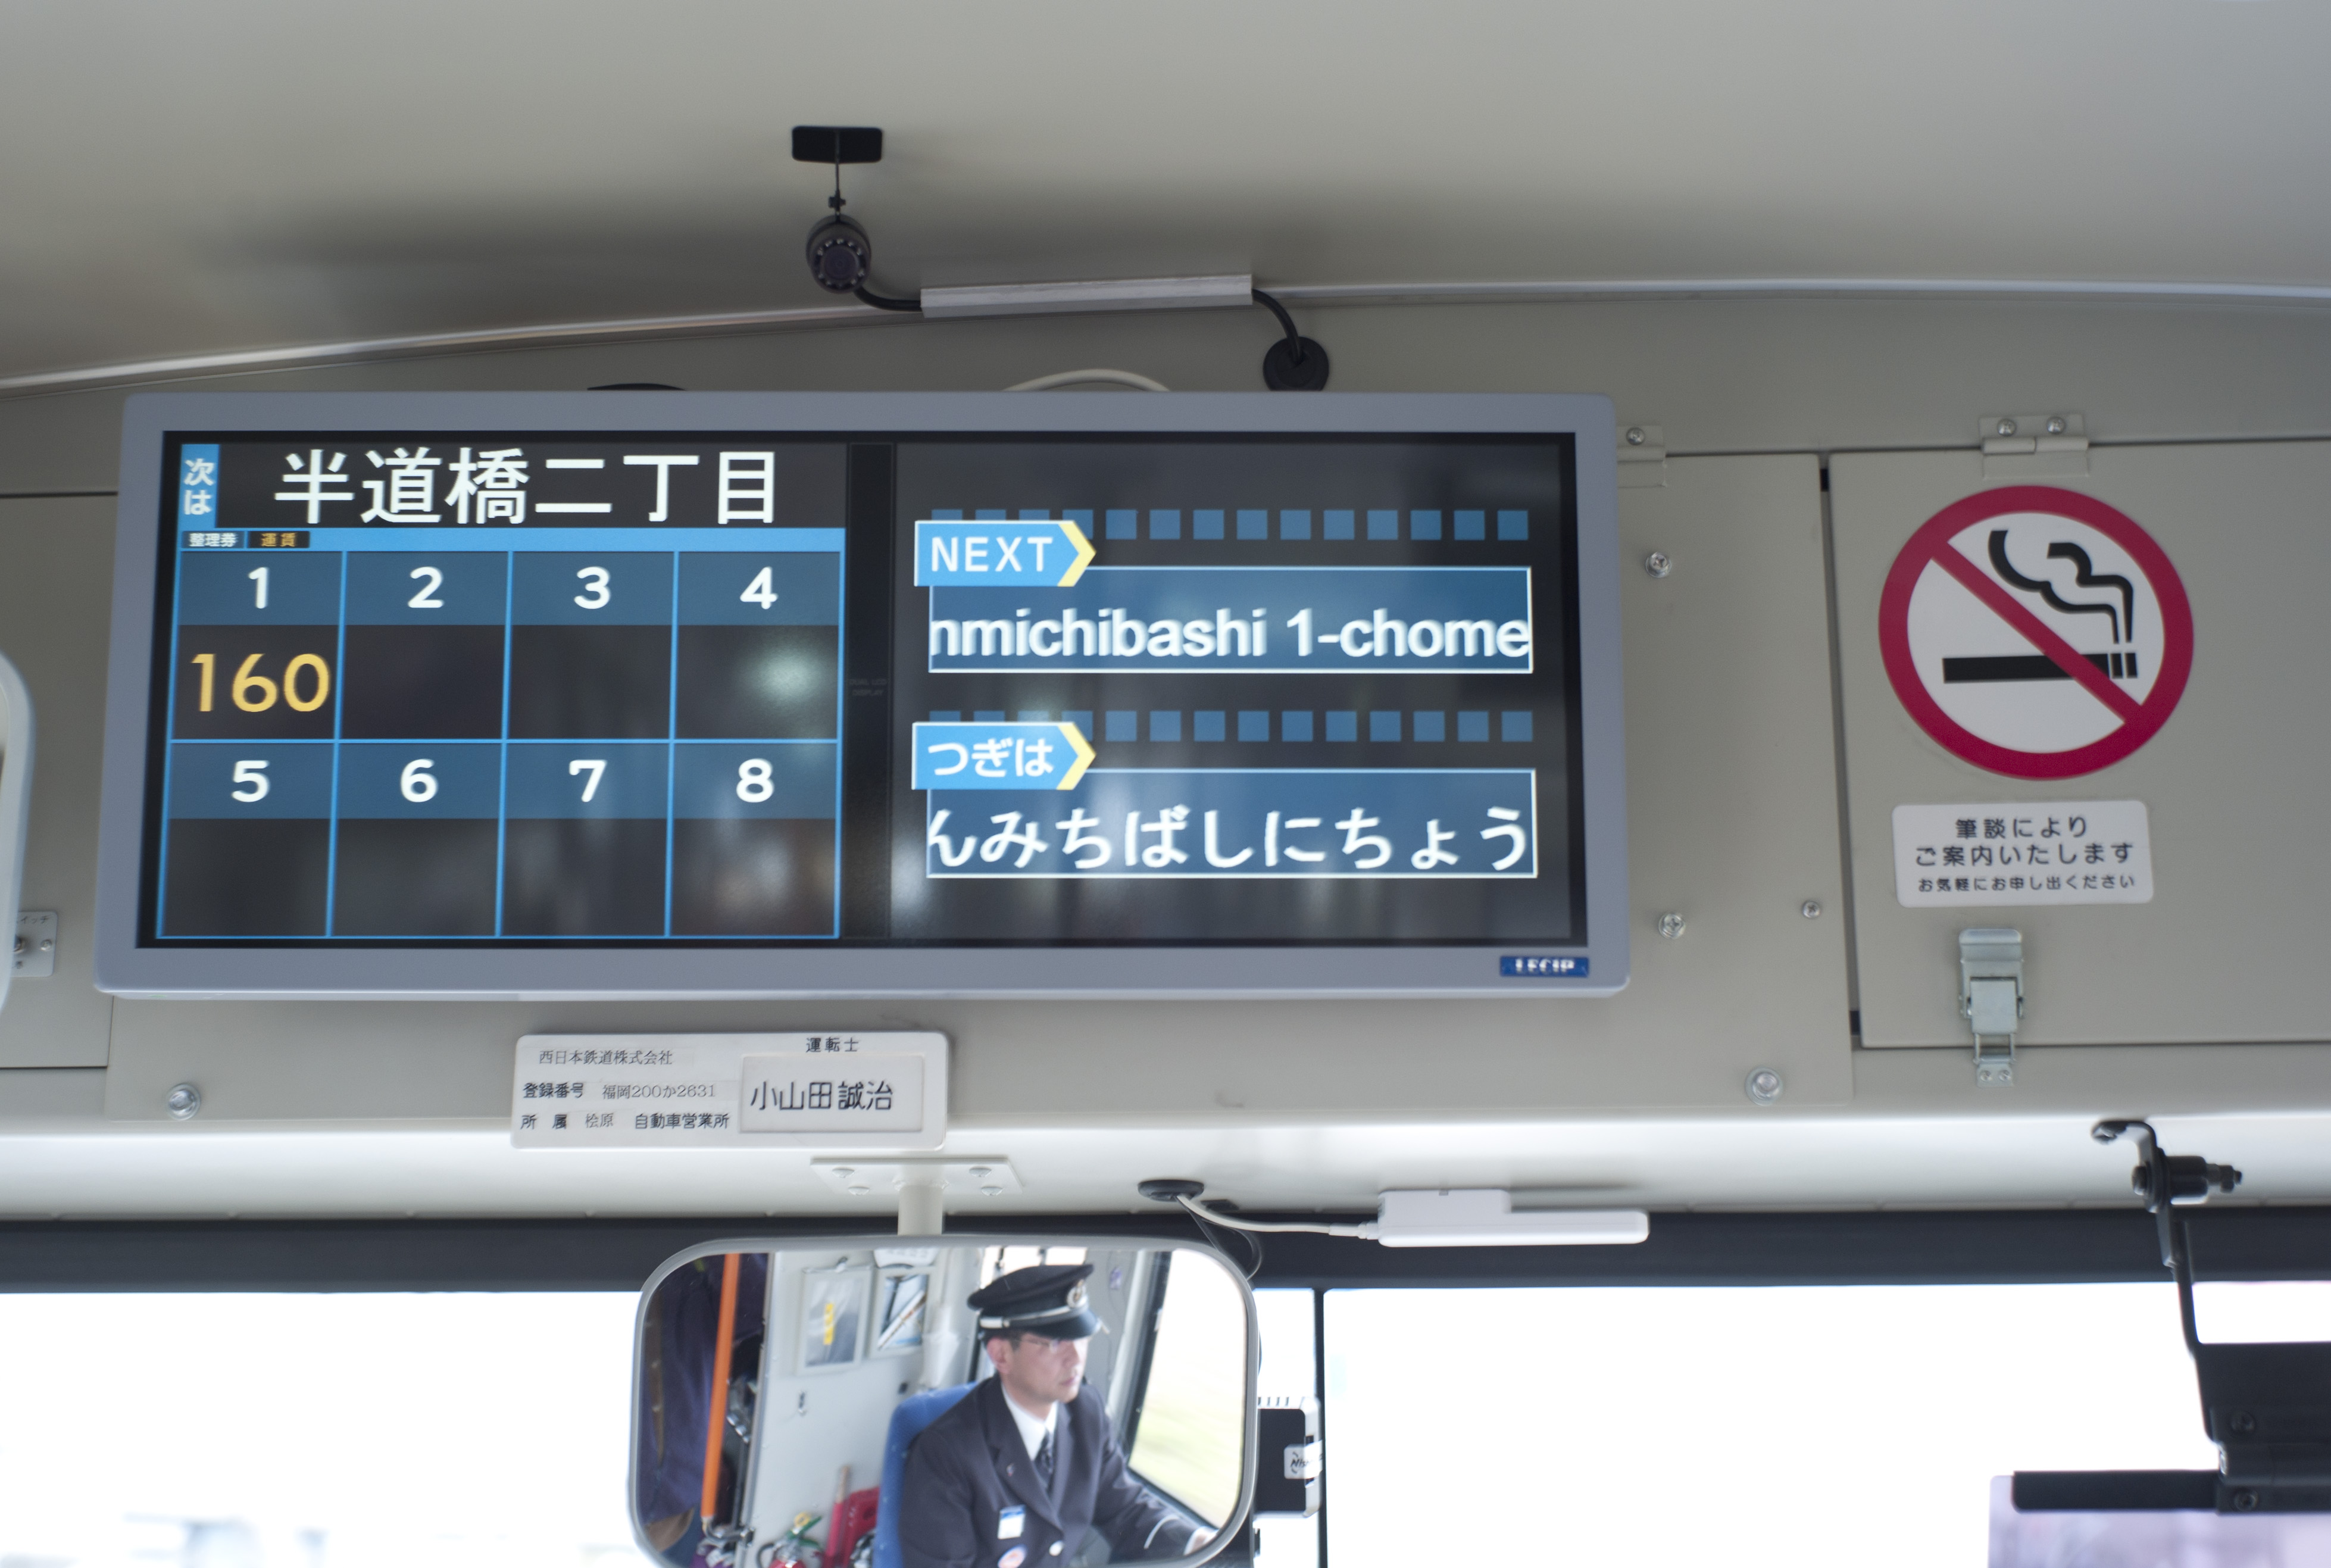 次は
半道橋二丁目
整理券 運賃
1 2 3 4
160
5 6 7 8
NEXT
nmichibashi 1-chome
つぎは
んみちばしにちょう
LECIP
筆談により
ご案内いたします
お気軽にお申し出ください
西日本鉄道株式会社
登録番号 福岡200か2631
所属 桧原 自動車営業所
運転士
小山田誠治